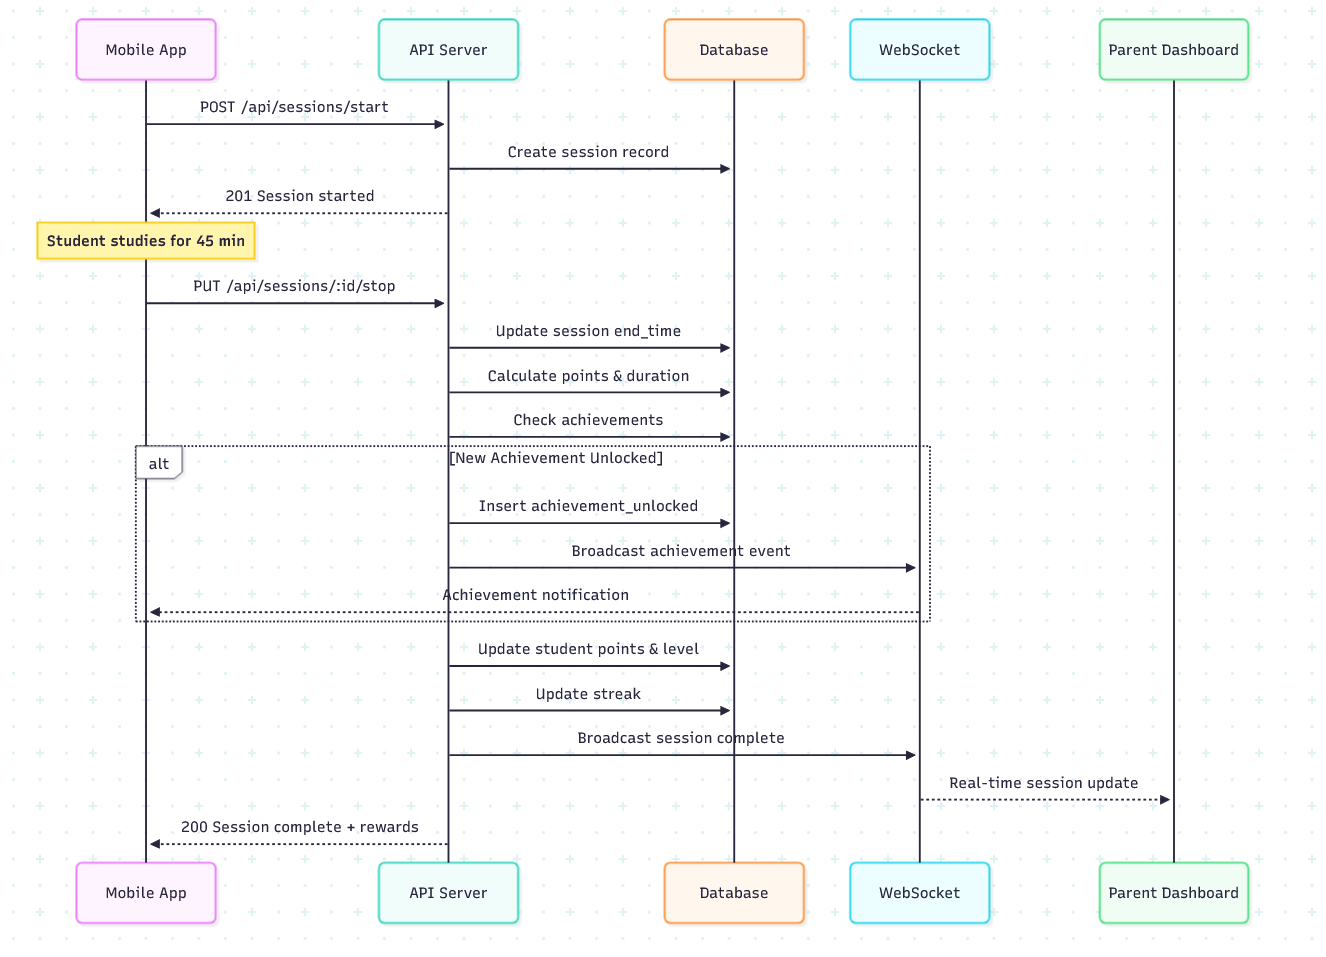 Mobile App
API Server
Database
WebSocket
Parent Dashboard
POST /api/sessions/start
Create session record
201 Session started
Student studies for 45 min
PUT /api/sessions/:id/stop
Update session end_time
Calculate points & duration
Check achievements
alt
[New Achievement Unlocked]
Insert achievement_unlocked
Broadcast achievement event
Achievement notification
Update student points & level
Update streak
Broadcast session complete
Real-time session update
200 Session complete + rewards
Mobile App
API Server
Database
WebSocket
Parent Dashboard